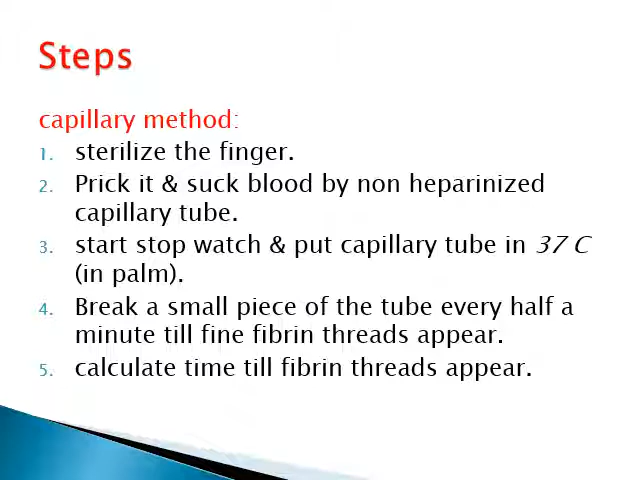 Steps
capillary method:
1. sterilize the finger.
2. Prick it & suck blood by non heparinized
capillary tube.
3. start stop watch & put capillary tube in 37 C
(in palm).
4. Break a small piece of the tube every half a
minute till fine fibrin threads appear.
5. calculate time till fibrin threads appear.